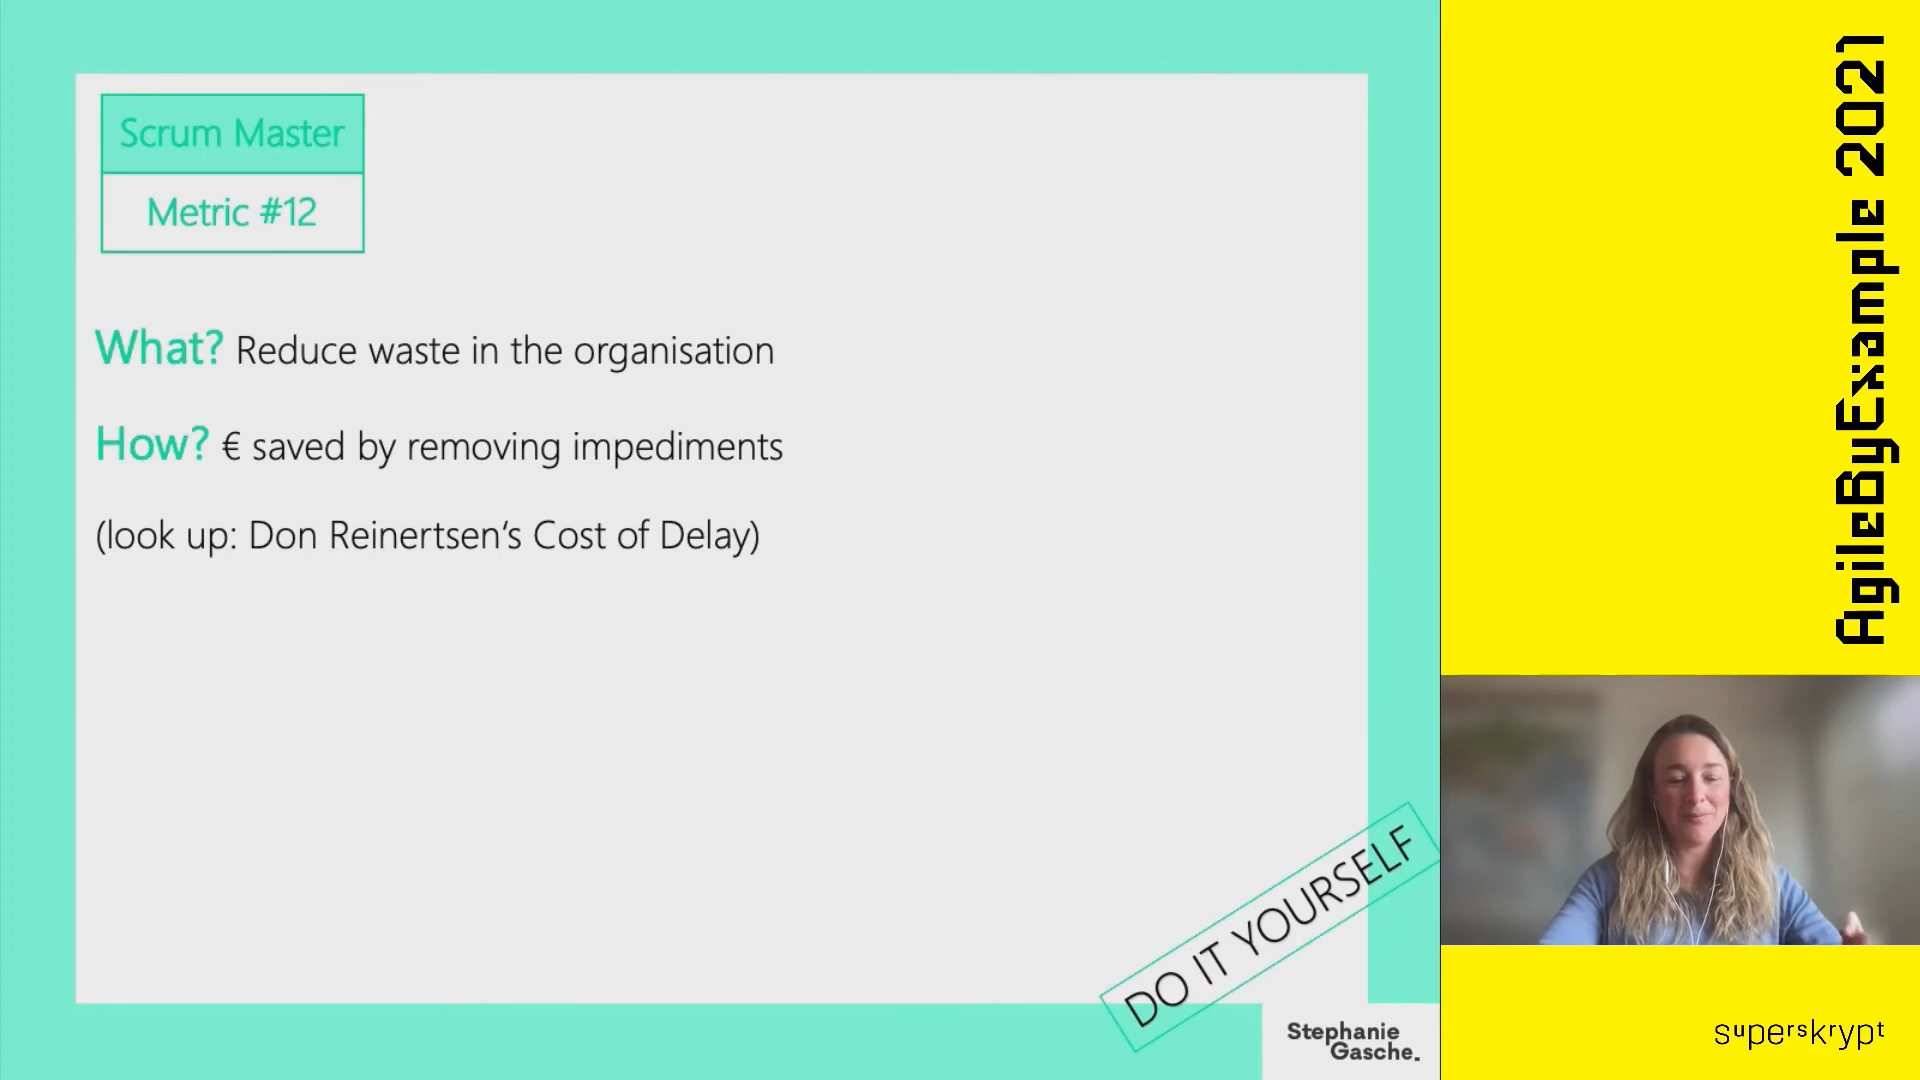 Scrum Master
Metric #12
What? Reduce waste in the organisation
How? € saved by removing impediments
(look up: Don Reinertsen‘s Cost of Delay)
DO IT YOURSELF
Stephanie
Gasche.
AgileByExample 2021
superskrypt